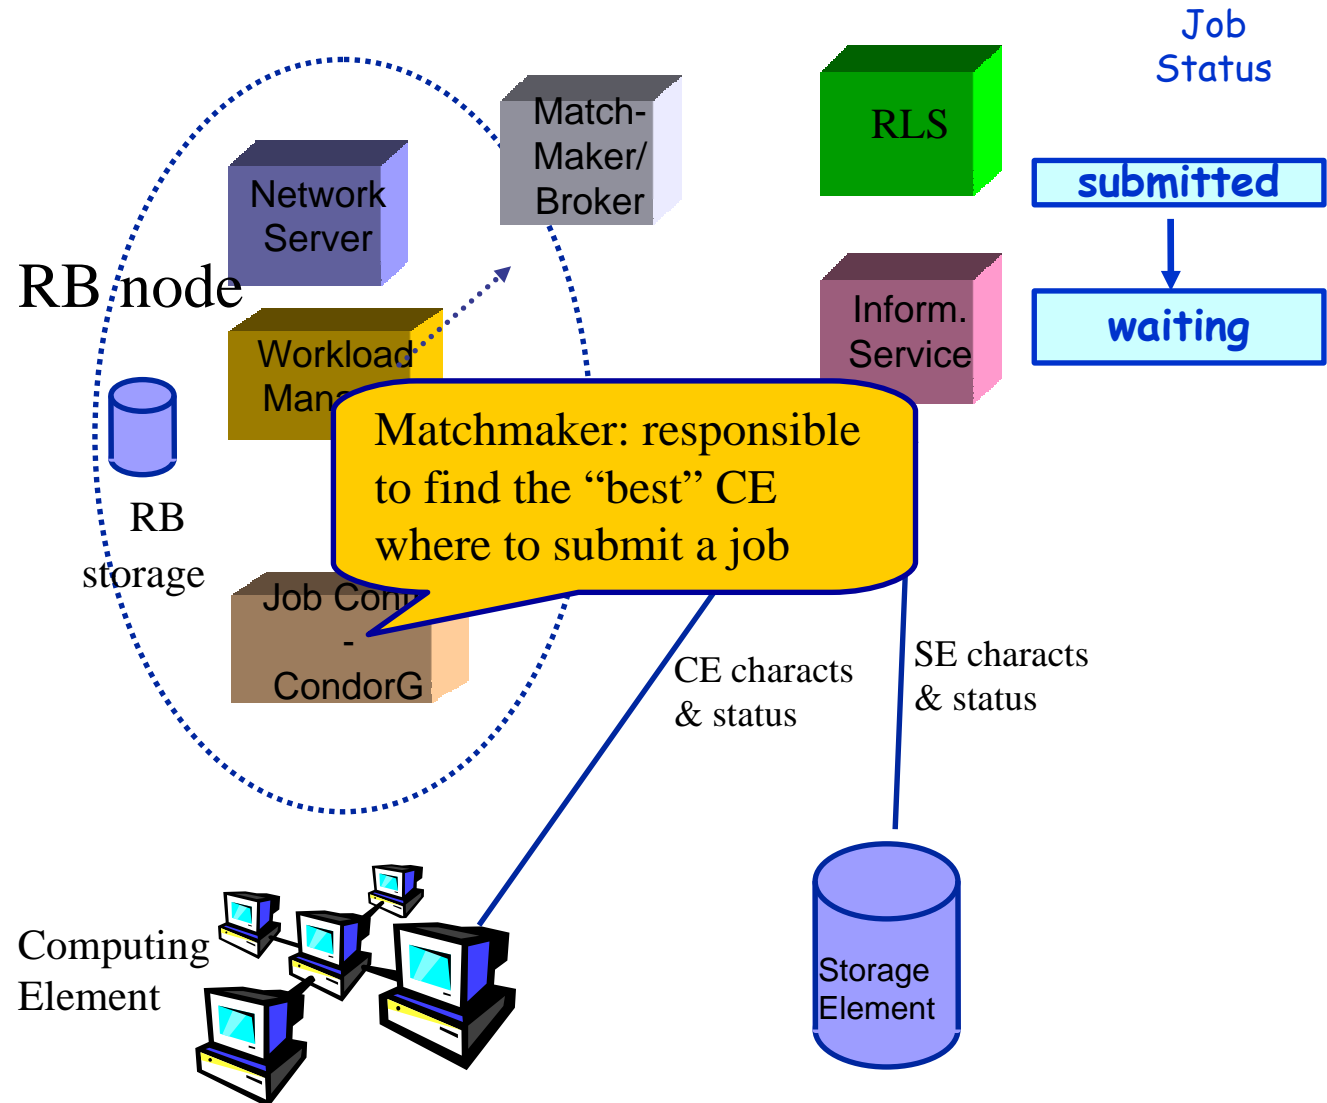 Job
Status
Match-
Maker/
Broker
RLS
Network
Server
submitted
RB node
Inform.
Service
waiting
Workload
Matchmaker: responsible
to find the “best” CE
where to submit a job
RB
storage
Job
-
CondorG
CE characts
& status
SE characts
& status
Computing
Element
Storage
Element